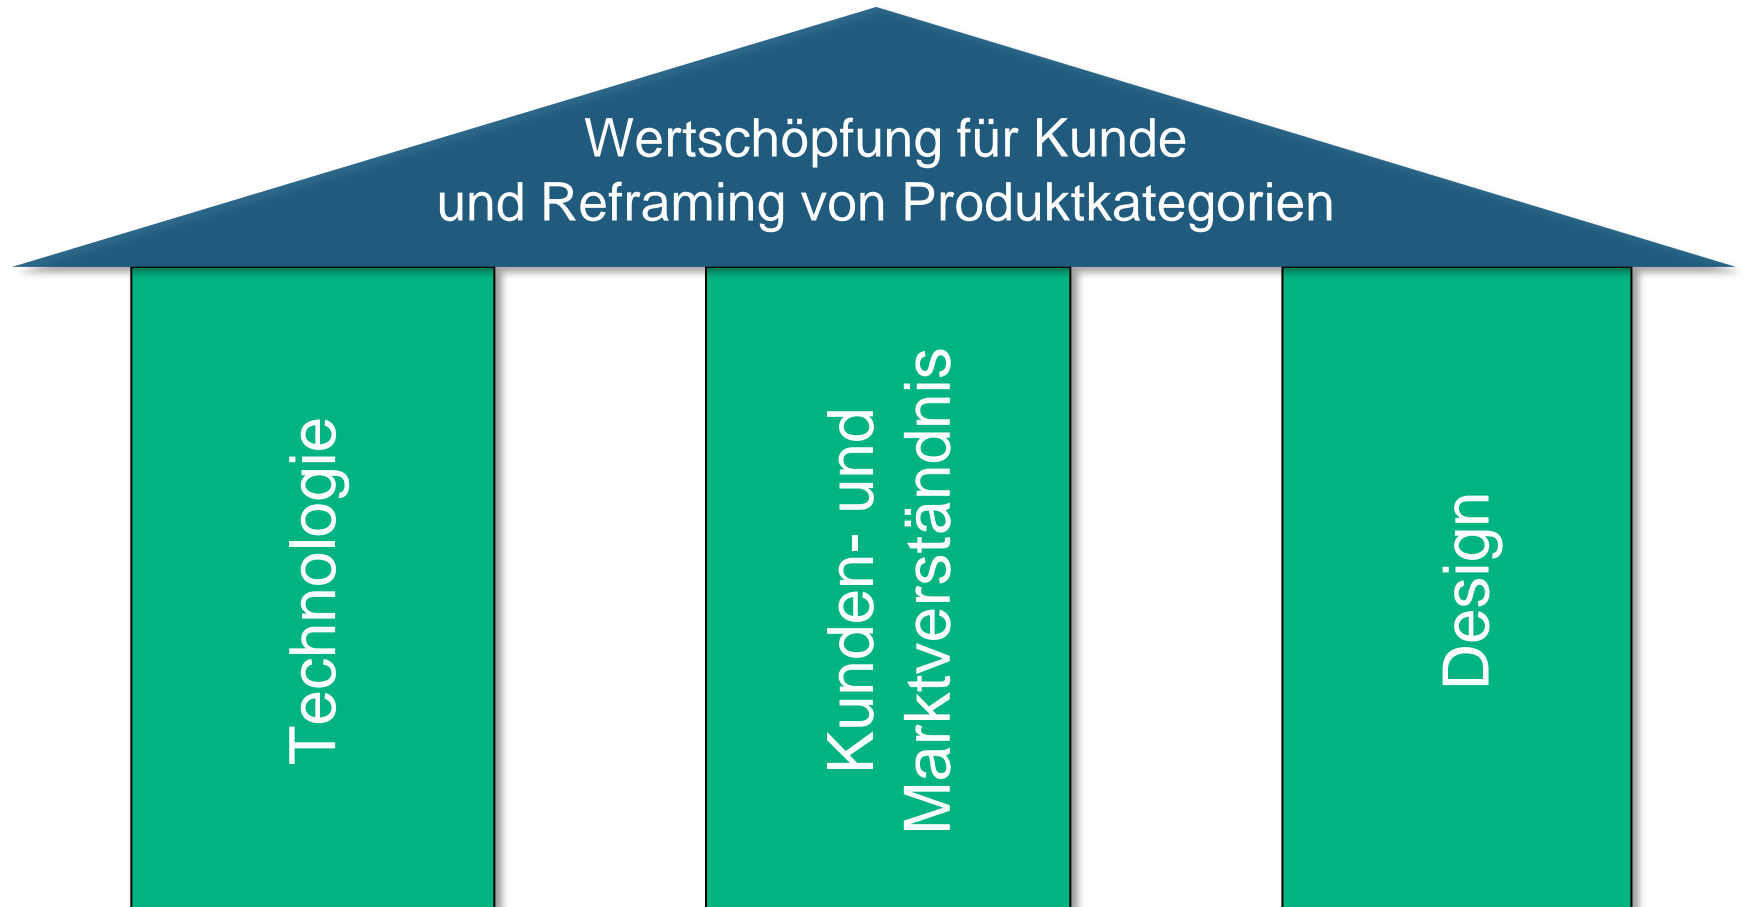 Wertschöpfung für Kunde
und Reframing von Produktkategorien
Technologie
Kunden- und
Marktverständnis
Design